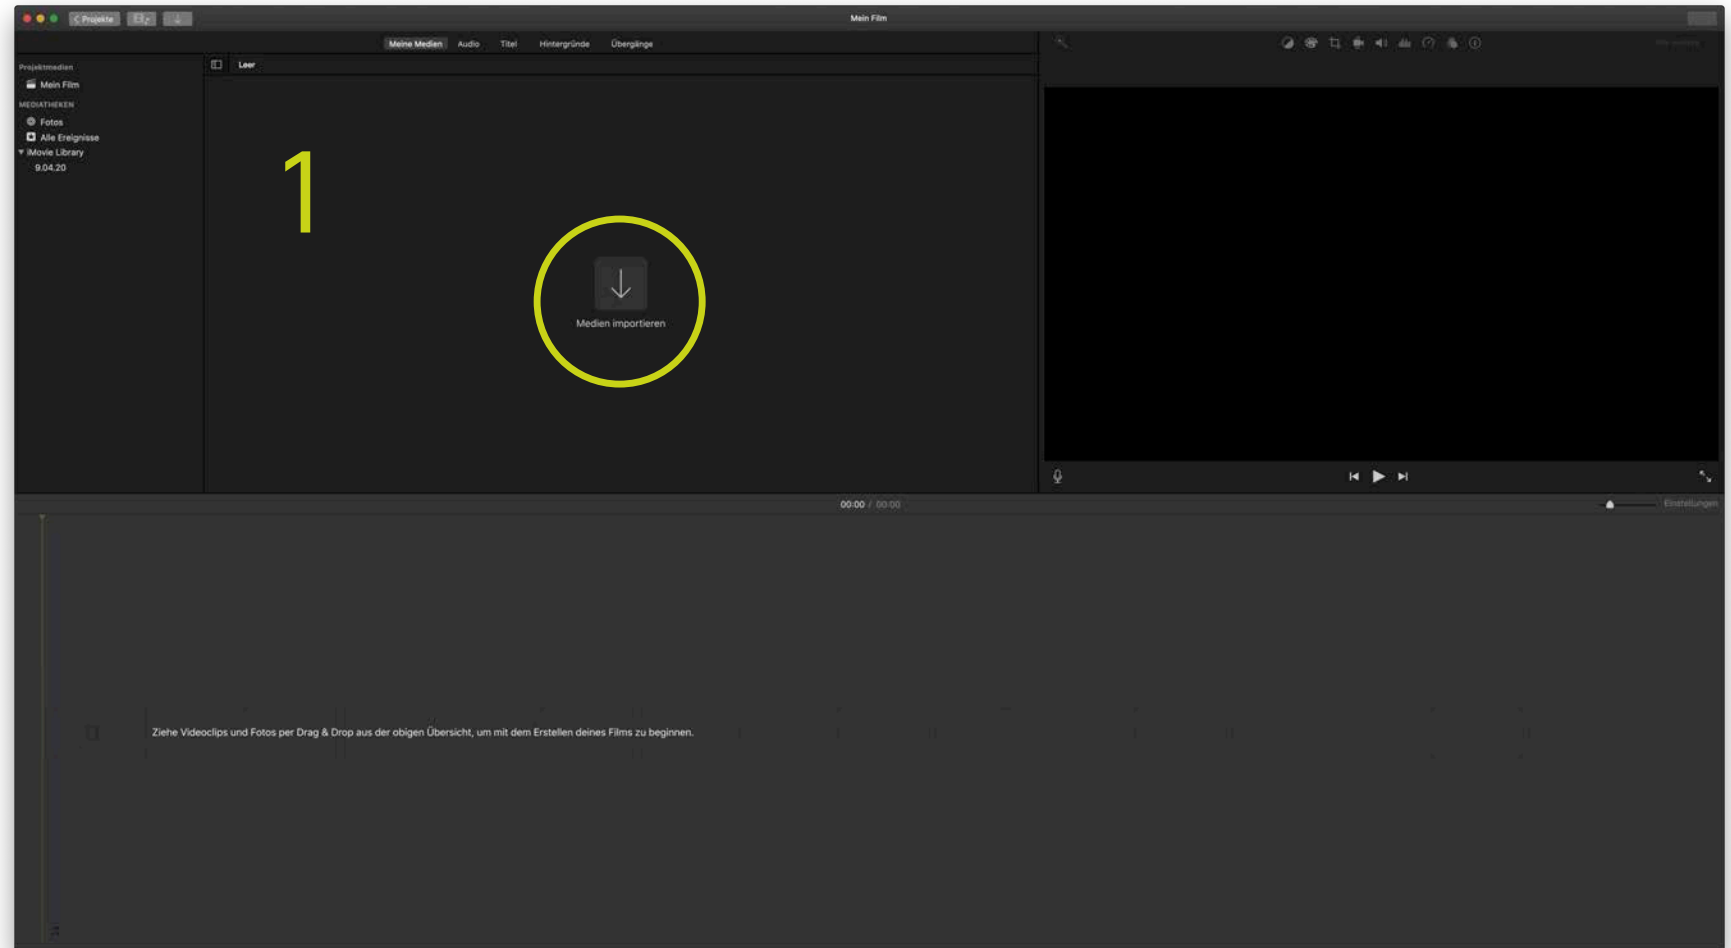 Projekte
Mein Film
Meine Medien Audio Titel Hintergründe Übergänge
Projektmedien
Leer
Mein Film
MEDIATHEKEN
Fotos
Alle Ereignisse
iMovie Library
9.04.20
1
Medien importieren
00:00 / 00:00
Einstellungen
Ziehe Videoclips und Fotos per Drag & Drop aus der obigen Übersicht, um mit dem Erstellen deines Films zu beginnen.